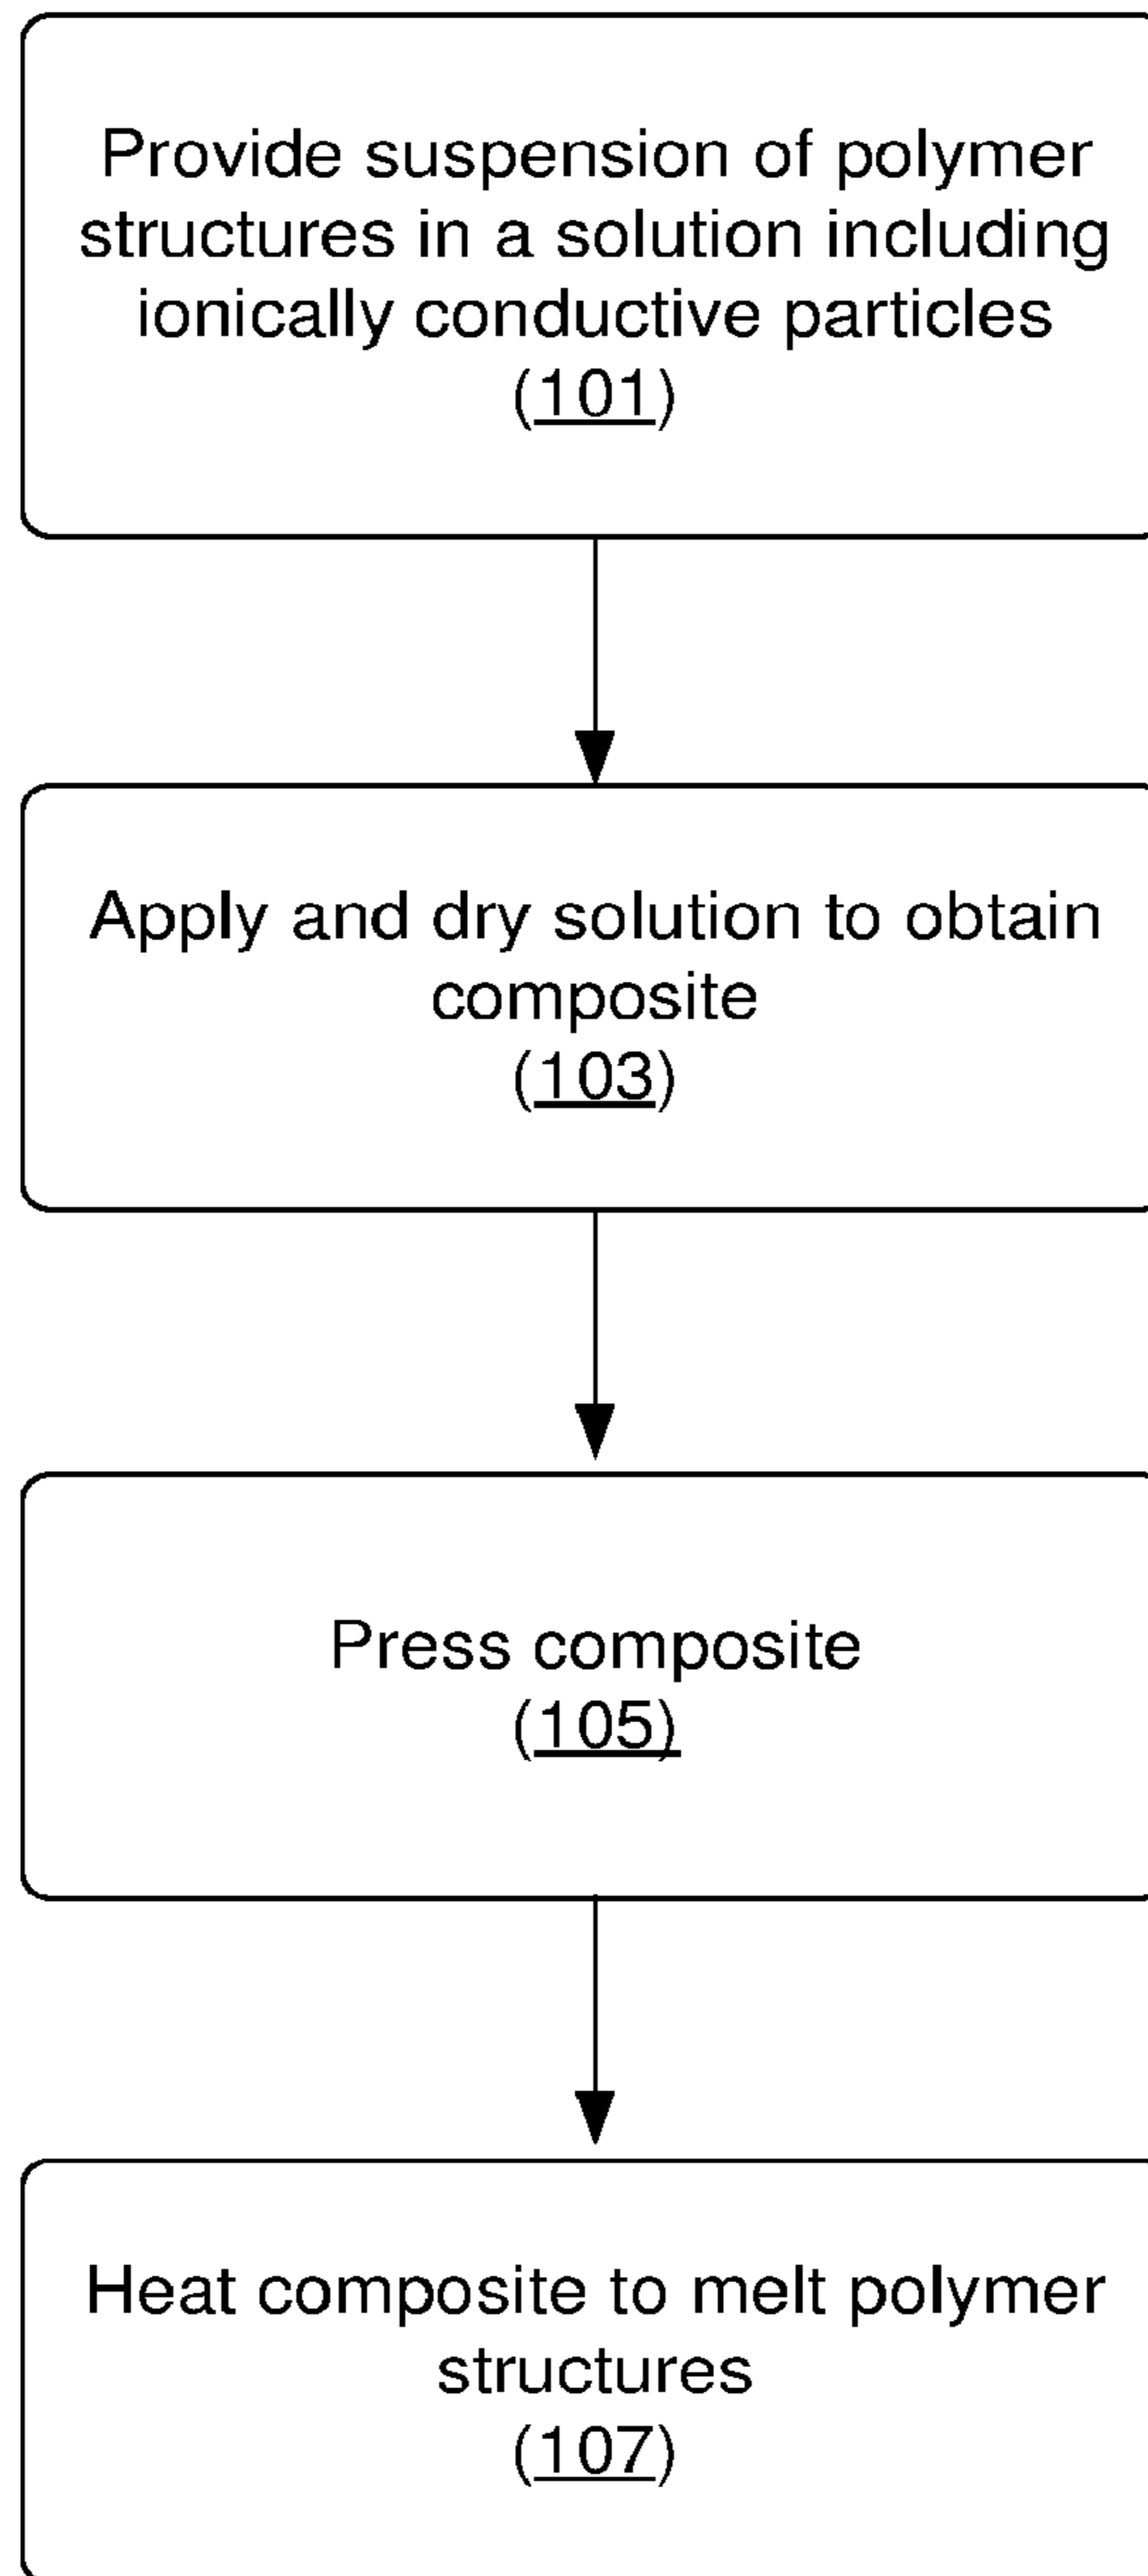 Provide suspension of polymer
structures in a solution including
ionically conductive particles
(101)
Apply and dry solution to obtain
composite
(103)
Press composite
(105)
Heat composite to melt polymer
structures
(107)